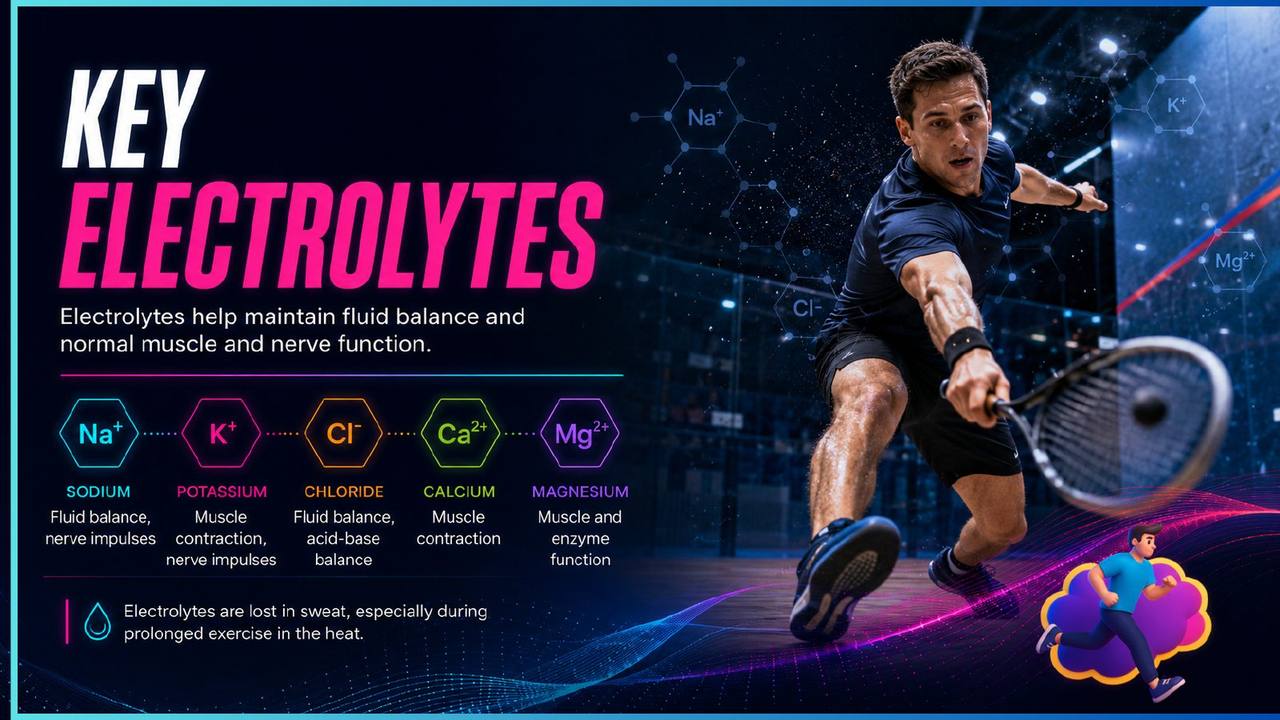 KEY
ELECTROLYTES
Electrolytes help maintain fluid balance and
normal muscle and nerve function.
Na⁺
K⁺
Cl⁻
Ca²⁺
Mg²⁺
SODIUM
POTASSIUM
CHLORIDE
CALCIUM
MAGNESIUM
Fluid balance,
nerve impulses
Muscle
contraction,
nerve impulses
Fluid balance,
acid-base
balance
Muscle
contraction
Muscle and
enzyme
function
Electrolytes are lost in sweat, especially during
prolonged exercise in the heat.
Na⁺
K⁺
Cl⁻
Mg²⁺